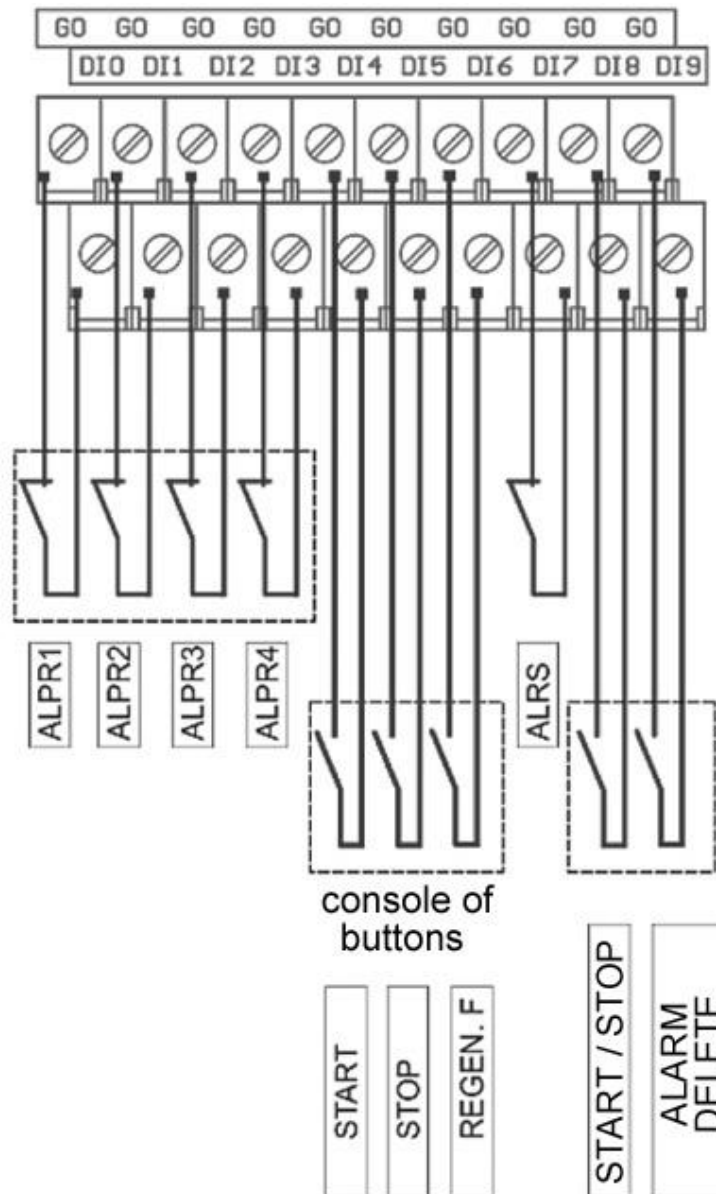 G0 G0 G0 G0 G0 G0 G0 G0 G0 G0
DI0 DI1 DI2 DI3 DI4 DI5 DI6 DI7 DI8 DI9
ALPR1
ALPR2
ALPR3
ALPR4
ALRS
console of
buttons
START
STOP
REGEN. F
START / STOP
ALARM
DELETE